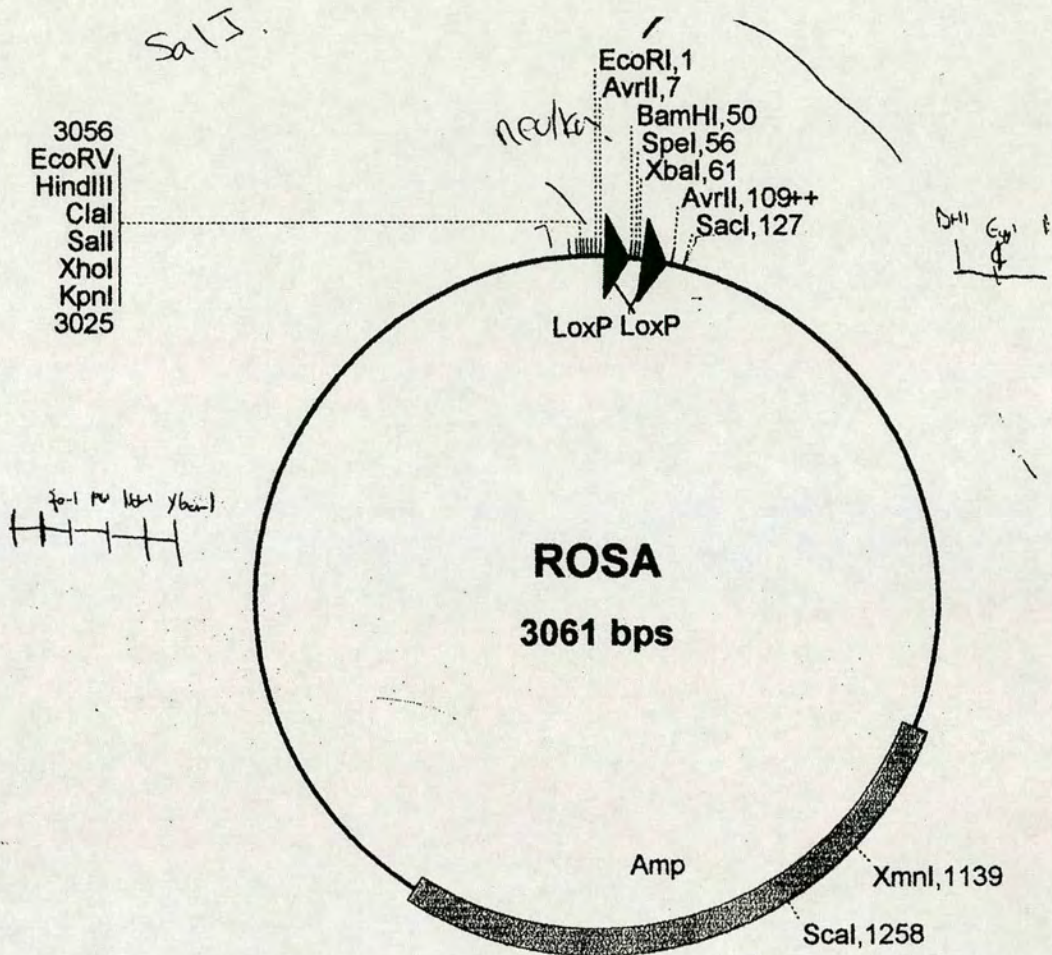 SalI.
EcoRI,1
AvrII,7
BamHI,50
SpeI,56
XbaI,61
AvrII,109++
SacI,127
3056
EcoRV
HindIII
ClaI
SalI
XhoI
KpnI
3025
LoxP LoxP
ROSA
3061 bps
Amp
XmnI,1139
ScaI,1258